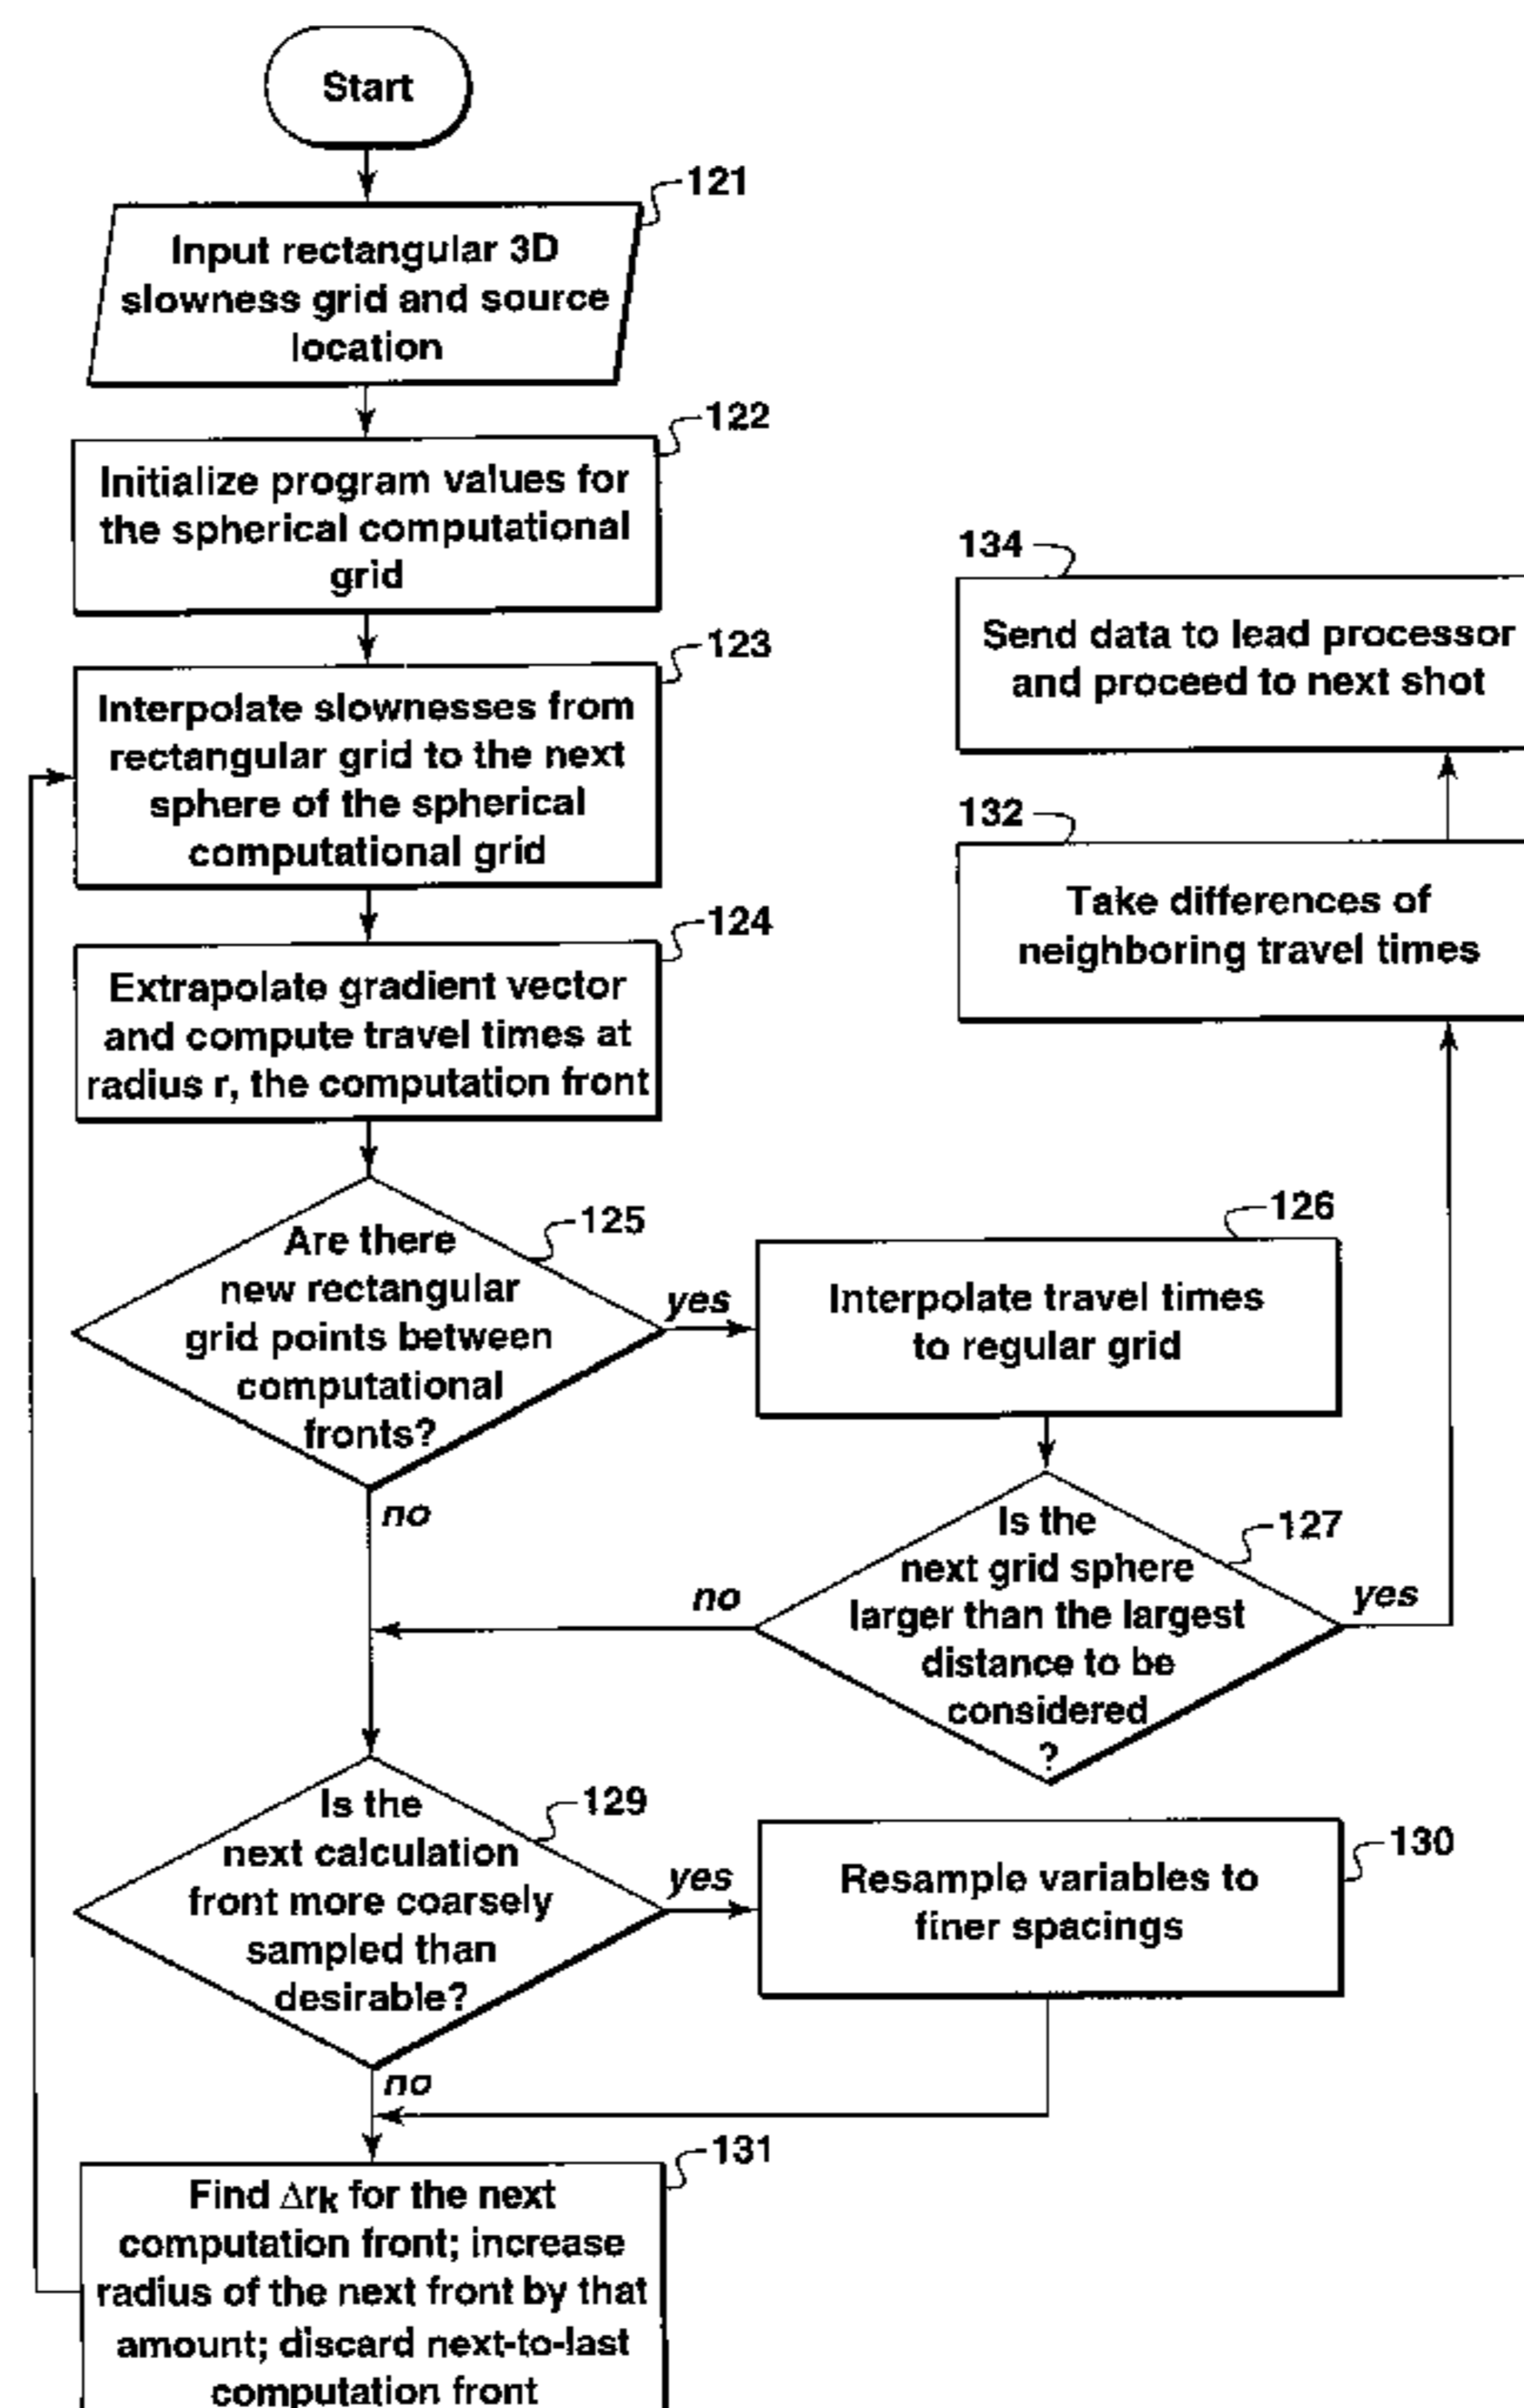 Start
121
Input rectangular 3D
slowness grid and source
location
122
Initialize program values for
the spherical computational
grid
123
Interpolate slownesses from
rectangular grid to the next
sphere of the spherical
computational grid
124
Extrapolate gradient vector
and compute travel times at
radius r, the computation front
125
Are there
new rectangular
grid points between
computational
fronts?
yes
no
126
Interpolate travel times
to regular grid
127
Is the
next grid sphere
larger than the largest
distance to be
considered
?
no
yes
132
Take differences of
neighboring travel times
134
Send data to lead processor
and proceed to next shot
129
Is the
next calculation
front more coarsely
sampled than
desirable?
yes
no
130
Resample variables to
finer spacings
131
Find Δrk for the next
computation front; increase
radius of the next front by that
amount; discard next-to-last
computation front